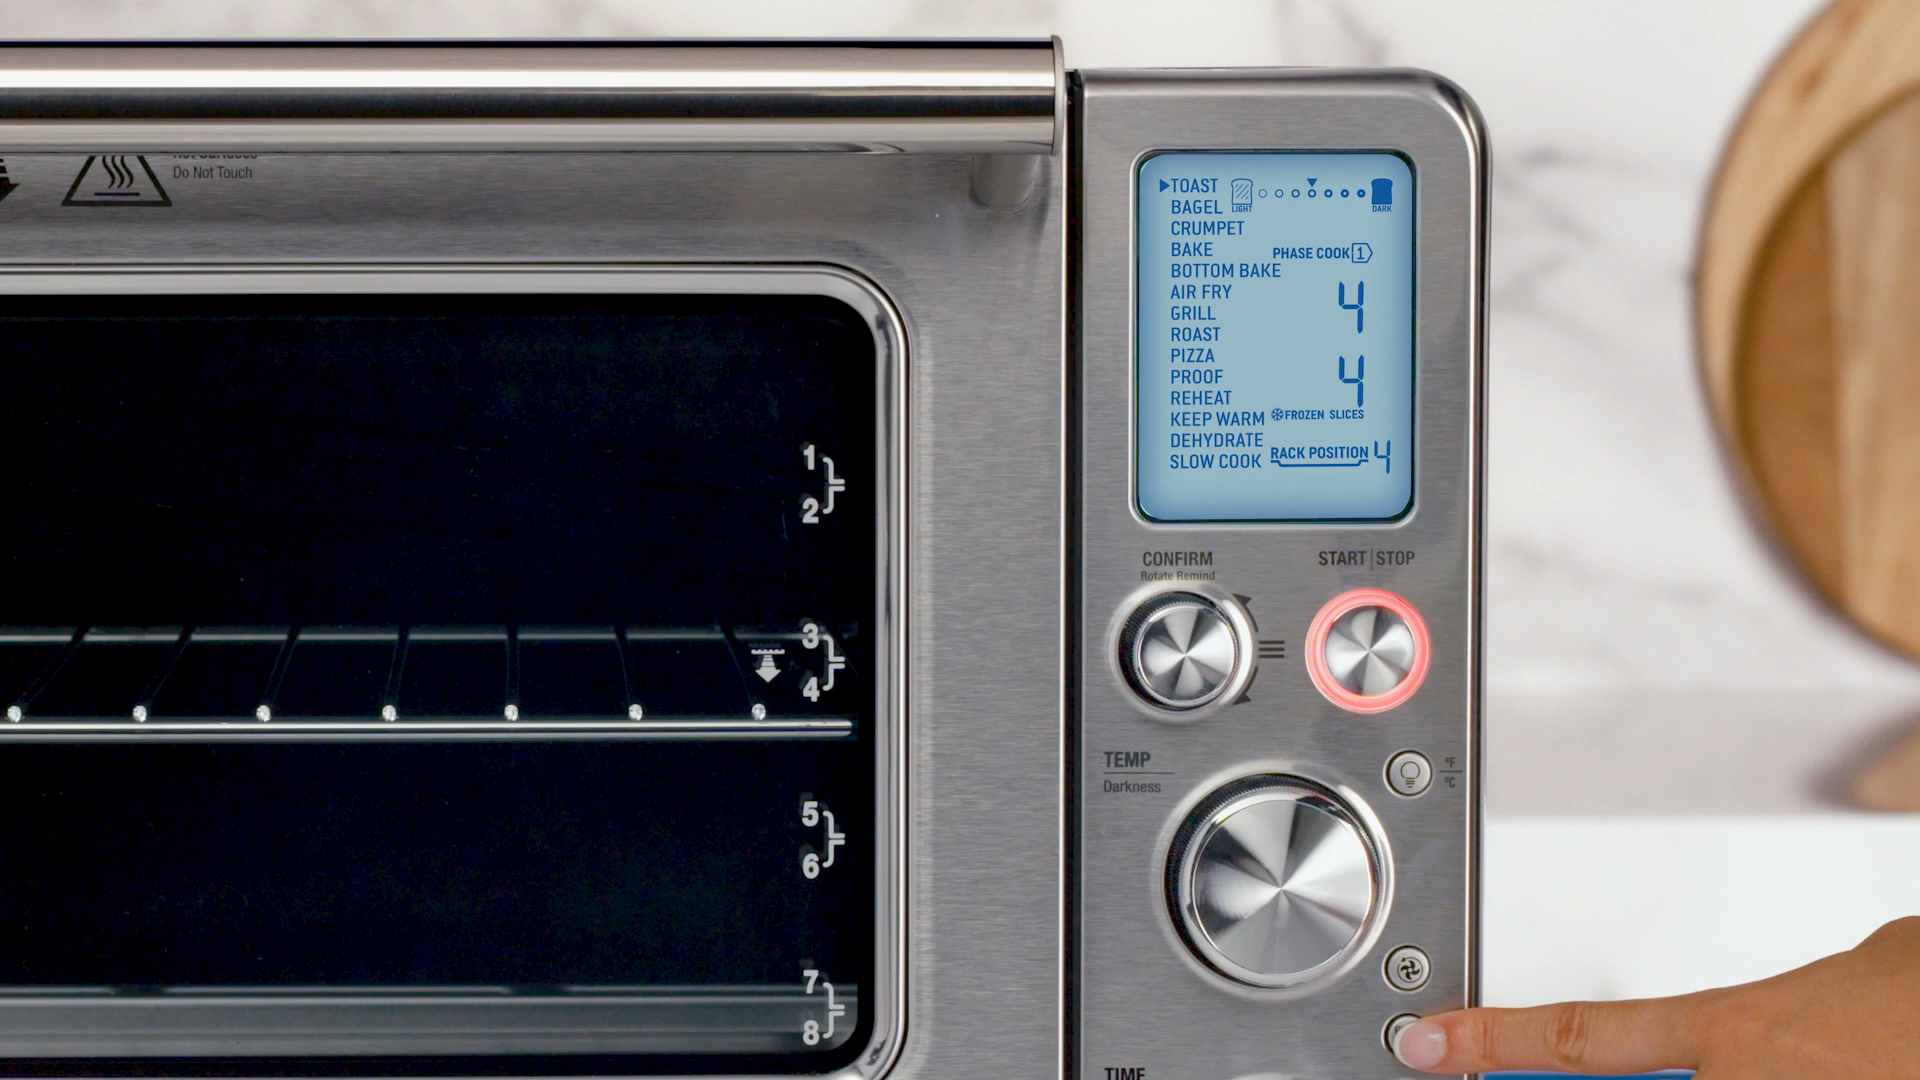 Do Not Touch
TOAST
LIGHT
DARK
BAGEL
CRUMPET
BAKE
PHASE COOK 1
BOTTOM BAKE
AIR FRY
4
GRILL
ROAST
PIZZA
PROOF
4
REHEAT
KEEP WARM
FROZEN SLICES
DEHYDRATE
SLOW COOK
RACK POSITION 4
CONFIRM
Rotate Remind
START | STOP
TEMP
Darkness
°F
°C
TIME
1
2
3
4
5
6
7
8